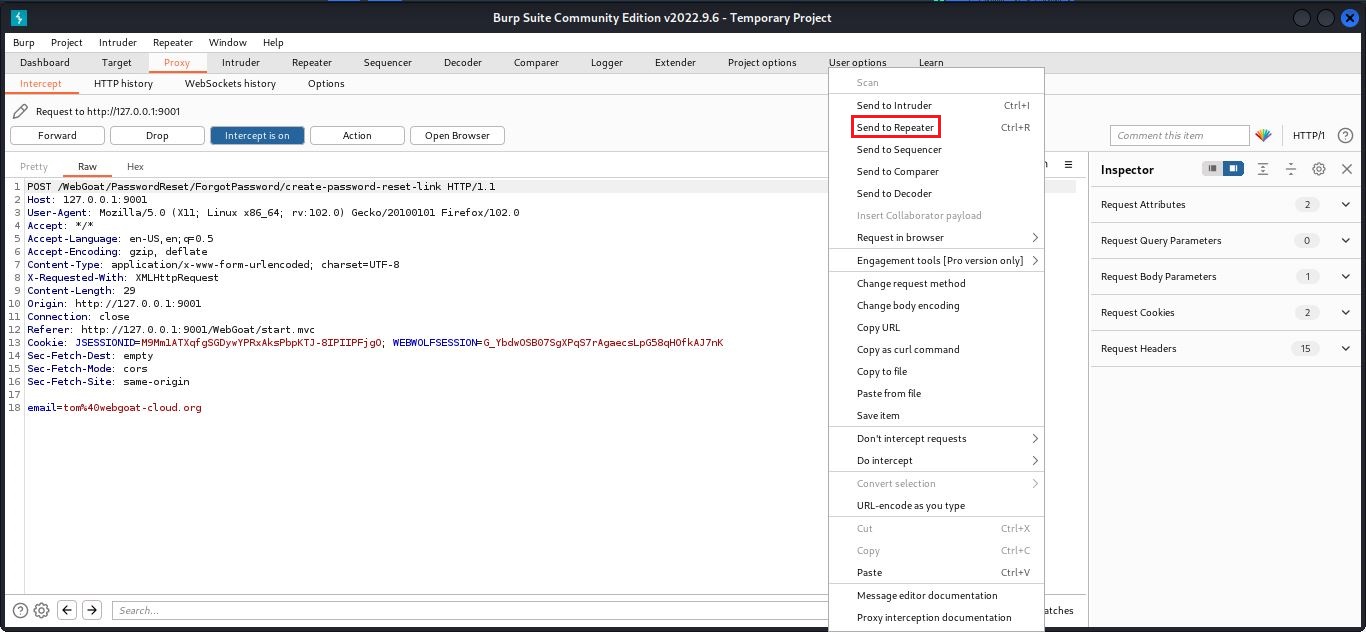 Burp Suite Community Edition v2022.9.6 - Temporary Project
Burp Project Intruder Repeater Window Help
Dashboard Target Proxy Intruder Repeater Sequencer Decoder Comparer Logger Extender Project options User options Learn
Intercept HTTP history WebSockets history Options
Request to http://127.0.0.1:9001
Forward Drop Intercept is on Action Open Browser Comment this item HTTP/1
Pretty Raw Hex
1 POST /WebGoat/PasswordReset/ForgotPassword/create-password-reset-link HTTP/1.1
2 Host: 127.0.0.1:9001
3 User-Agent: Mozilla/5.0 (X11; Linux x86_64; rv:102.0) Gecko/20100101 Firefox/102.0
4 Accept: */*
5 Accept-Language: en-US,en;q=0.5
6 Accept-Encoding: gzip, deflate
7 Content-Type: application/x-www-form-urlencoded; charset=UTF-8
8 X-Requested-With: XMLHttpRequest
9 Content-Length: 29
10 Origin: http://127.0.0.1:9001
11 Connection: close
12 Referer: http://127.0.0.1:9001/WebGoat/start.mvc
13 Cookie: JSESSIONID=M9Mm1ATXqfgSGDywYPRxAksPbpKTJ-8IPIIPFjgO; WEBWOLFSESSION=G_YbdwOSB07SgXPqS7rAgaecsLpG58qHOfkAJ7nK
14 Sec-Fetch-Dest: empty
15 Sec-Fetch-Mode: cors
16 Sec-Fetch-Site: same-origin
17
18 email=tom%40webgoat-cloud.org
Scan
Send to Intruder Ctrl+I
Send to Repeater Ctrl+R
Send to Sequencer
Send to Comparer
Send to Decoder
Insert Collaborator payload
Request in browser
Engagement tools [Pro version only]
Change request method
Change body encoding
Copy URL
Copy as curl command
Copy to file
Paste from file
Save item
Don't intercept requests
Do intercept
Convert selection
URL-encode as you type
Cut Ctrl+X
Copy Ctrl+C
Paste Ctrl+V
Message editor documentation
Proxy interception documentation
Inspector
Request Attributes 2
Request Query Parameters 0
Request Body Parameters 1
Request Cookies 2
Request Headers 15
Search...
atches